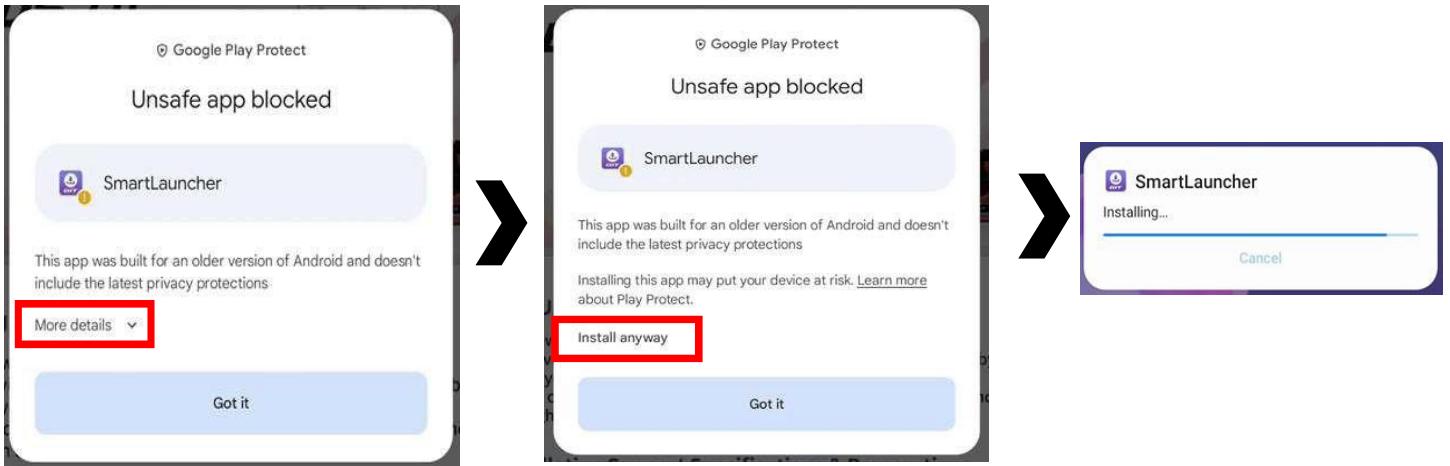 Google Play Protect
Unsafe app blocked
SmartLauncher
This app was built for an older version of Android and doesn't
include the latest privacy protections
More details
Got it
Google Play Protect
Unsafe app blocked
SmartLauncher
This app was built for an older version of Android and doesn't
include the latest privacy protections
Installing this app may put your device at risk. Learn more
about Play Protect.
Install anyway
Got it
SmartLauncher
Installing...
Cancel